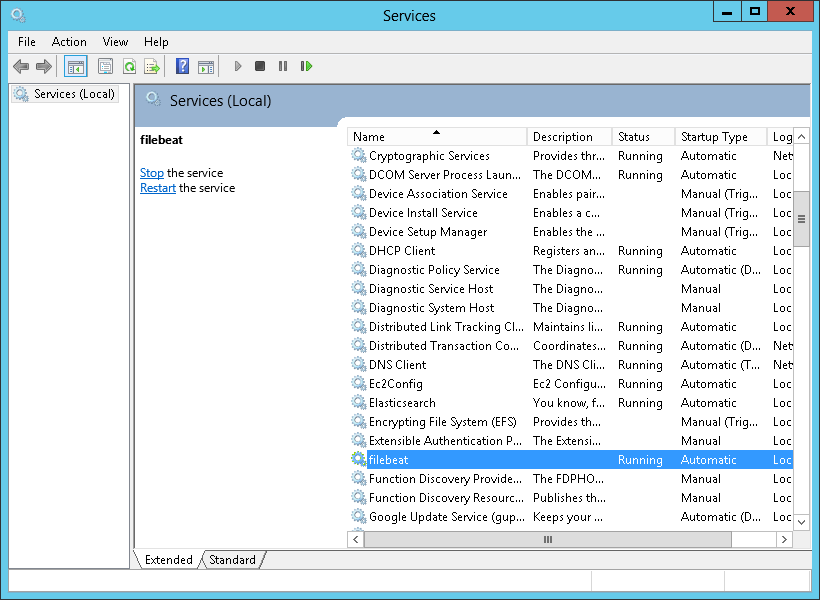 Services
File Action View Help
Services (Local)
Services (Local)
filebeat
Stop the service
Restart the service
Name Description Status Startup Type Log
Cryptographic Services Provides thr... Running Automatic Net
DCOM Server Process Laun... The DCOM... Running Automatic Loc
Device Association Service Enables pair... Manual (Trig... Loc
Device Install Service Enables a c... Manual (Trig... Loc
Device Setup Manager Enables the ... Manual (Trig... Loc
DHCP Client Registers an... Running Automatic Loc
Diagnostic Policy Service The Diagno... Running Automatic (D... Loc
Diagnostic Service Host The Diagno... Manual Loc
Diagnostic System Host The Diagno... Manual Loc
Distributed Link Tracking Cl... Maintains li... Running Automatic Loc
Distributed Transaction Co... Coordinates... Running Automatic (D... Net
DNS Client The DNS Cli... Running Automatic (T... Net
Ec2Config Ec2 Configu... Running Automatic Loc
Elasticsearch You know, f... Running Automatic Loc
Encrypting File System (EFS) Provides th... Manual (Trig... Loc
Extensible Authentication P... The Extensi... Manual Loc
filebeat Running Automatic Loc
Function Discovery Provide... The FDPHO... Manual Loc
Function Discovery Resourc... Publishes th... Manual Loc
Google Update Service (gup... Keeps your ... Automatic (D... Loc
Extended Standard